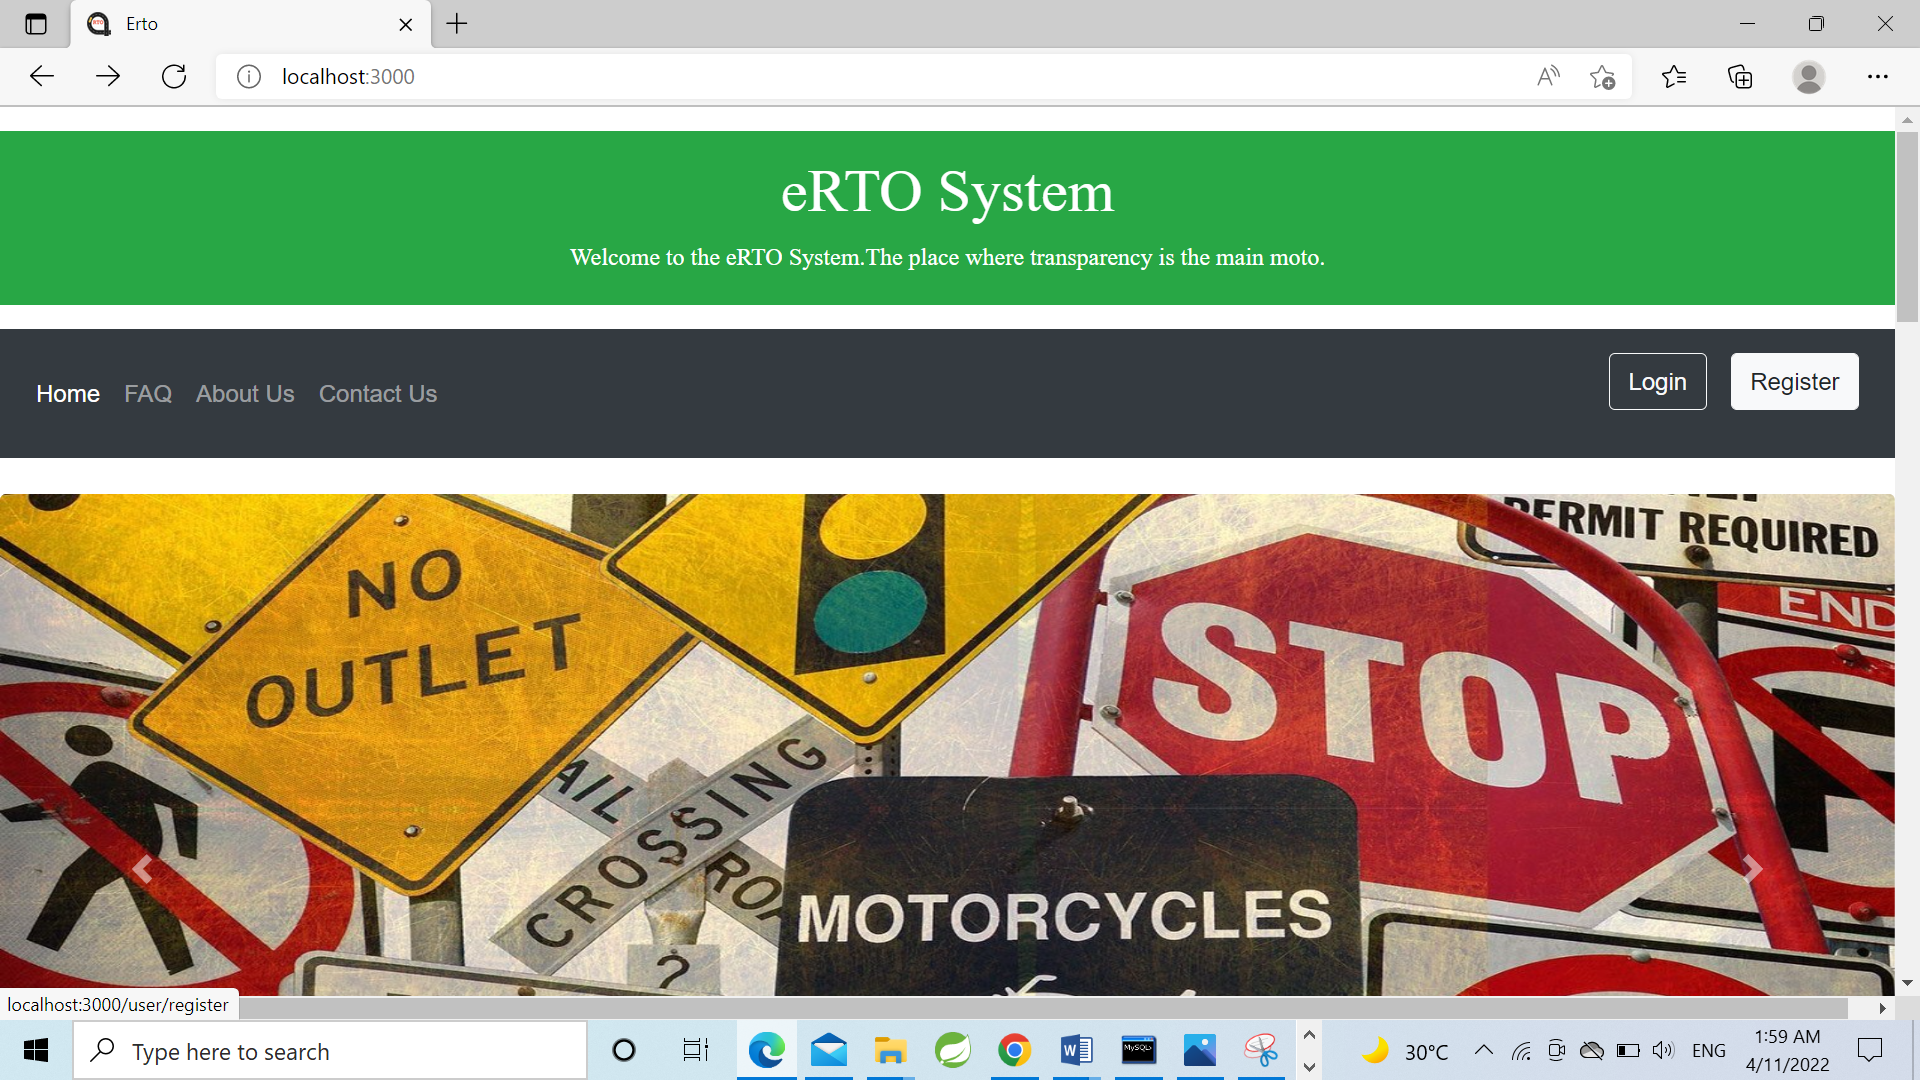 Erto
localhost:3000
eRTO System
Welcome to the eRTO System.The place where transparency is the main moto.
Home FAQ About Us Contact Us Login Register
PERMIT REQUIRED
NO
OUTLET
STOP
END
CROSSING
MOTORCYCLES
?
localhost:3000/user/register
Type here to search
MySQL
30°C
ENG
1:59 AM
4/11/2022